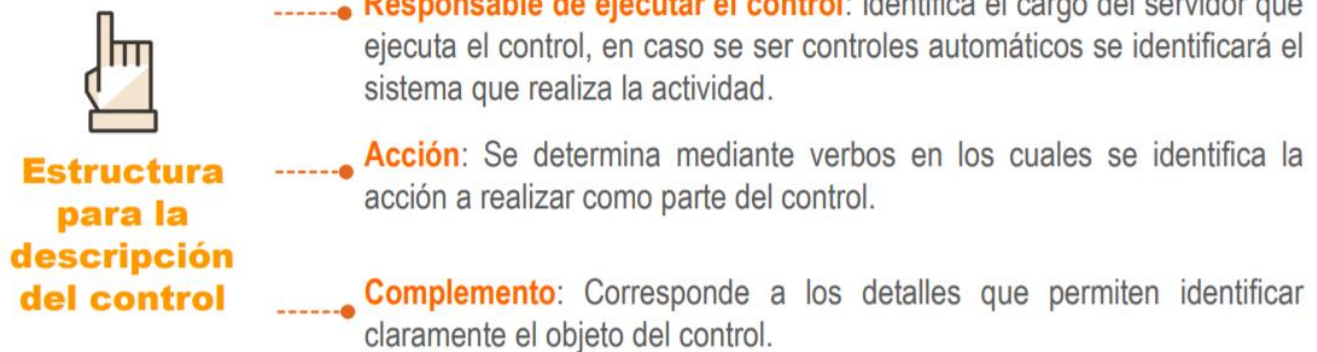 Responsable de ejecutar el control: Identifica el cargo del servidor que
ejecuta el control, en caso se ser controles automáticos se identificará el
sistema que realiza la actividad.
Estructura
para la
descripción
del control
Acción: Se determina mediante verbos en los cuales se identifica la
acción a realizar como parte del control.
Complemento: Corresponde a los detalles que permiten identificar
claramente el objeto del control.